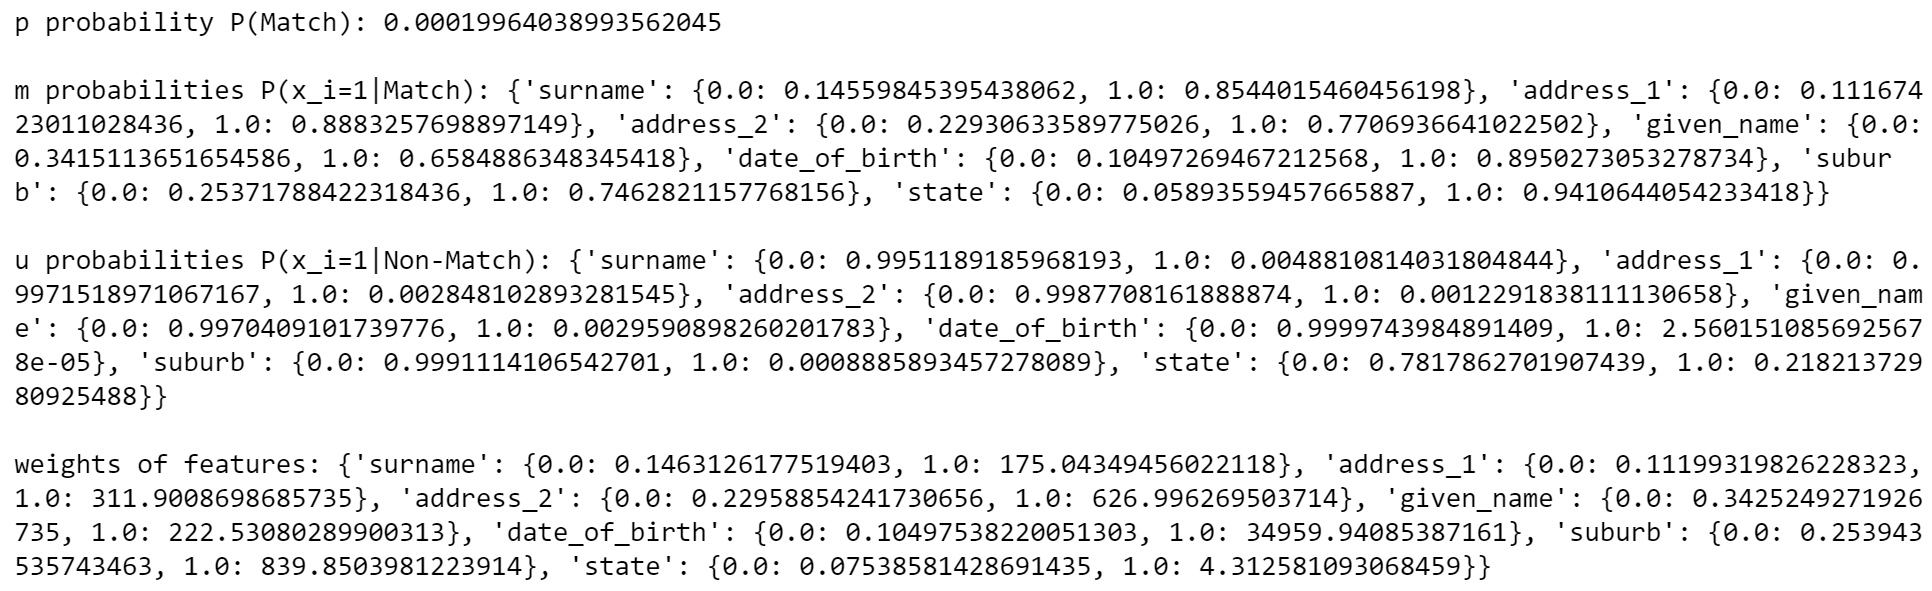 p probability P(Match): 0.00019964038993562045
m probabilities P(x_i=1|Match): {'surname': {0.0: 0.14559845395438062, 1.0: 0.8544015460456198}, 'address_1': {0.0: 0.111674
23011028436, 1.0: 0.8883257698897149}, 'address_2': {0.0: 0.22930633589775026, 1.0: 0.7706936641022502}, 'given_name': {0.0:
0.3415113651654586, 1.0: 0.6584886348345418}, 'date_of_birth': {0.0: 0.10497269467212568, 1.0: 0.8950273053278734}, 'subur
b': {0.0: 0.25371788422318436, 1.0: 0.7462821157768156}, 'state': {0.0: 0.05893559457665887, 1.0: 0.9410644054233418}}
u probabilities P(x_i=1|Non-Match): {'surname': {0.0: 0.9951189185968193, 1.0: 0.0048810814031804844}, 'address_1': {0.0: 0.
9971518971067167, 1.0: 0.002848102893281545}, 'address_2': {0.0: 0.9987708161888874, 1.0: 0.0012291838111130658}, 'given_nam
e': {0.0: 0.9970409101739776, 1.0: 0.0029590898260201783}, 'date_of_birth': {0.0: 0.9999743984891409, 1.0: 2.560151085692567
8e-05}, 'suburb': {0.0: 0.9991114106542701, 1.0: 0.0008885893457278089}, 'state': {0.0: 0.7817862701907439, 1.0: 0.218213729
80925488}}
weights of features: {'surname': {0.0: 0.1463126177519403, 1.0: 175.04349456022118}, 'address_1': {0.0: 0.11199319826228323,
1.0: 311.9008698685735}, 'address_2': {0.0: 0.22958854241730656, 1.0: 626.996269503714}, 'given_name': {0.0: 0.3425249271926
735, 1.0: 222.53080289900313}, 'date_of_birth': {0.0: 0.10497538220051303, 1.0: 34959.94085387161}, 'suburb': {0.0: 0.253943
535743463, 1.0: 839.8503981223914}, 'state': {0.0: 0.07538581428691435, 1.0: 4.312581093068459}}